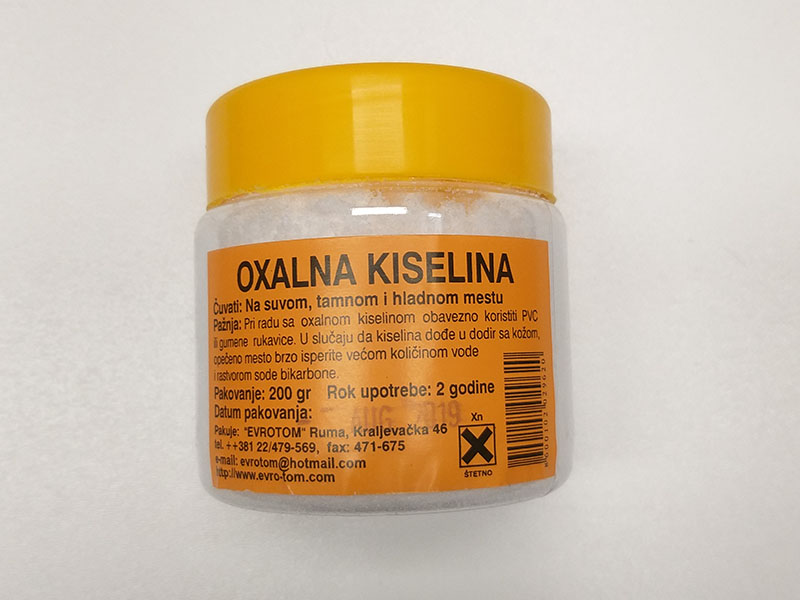 OXALNA KISELINA
Čuvati: Na suvom, tamnom i hladnom mestu
Pažnja: Pri radu sa oxalnom kiselinom obavezno koristiti PVC
ili gumene rukavice. U slučaju da kiselina dođe u dodir sa kožom,
opečeno mesto brzo isperite većom količinom vode
i rastvorom sode bikarbone.
Pakovanje: 200 gr Rok upotrebe: 2 godine
Datum pakovanja: AUG 2019
Pakuje: "EVROTOM" Ruma, Kraljevačka 46
tel. ++381 22/479-569, fax: 471-675
e-mail: evrotom@hotmail.com
http://www.evro-tom.com
Xn
ŠTETNO